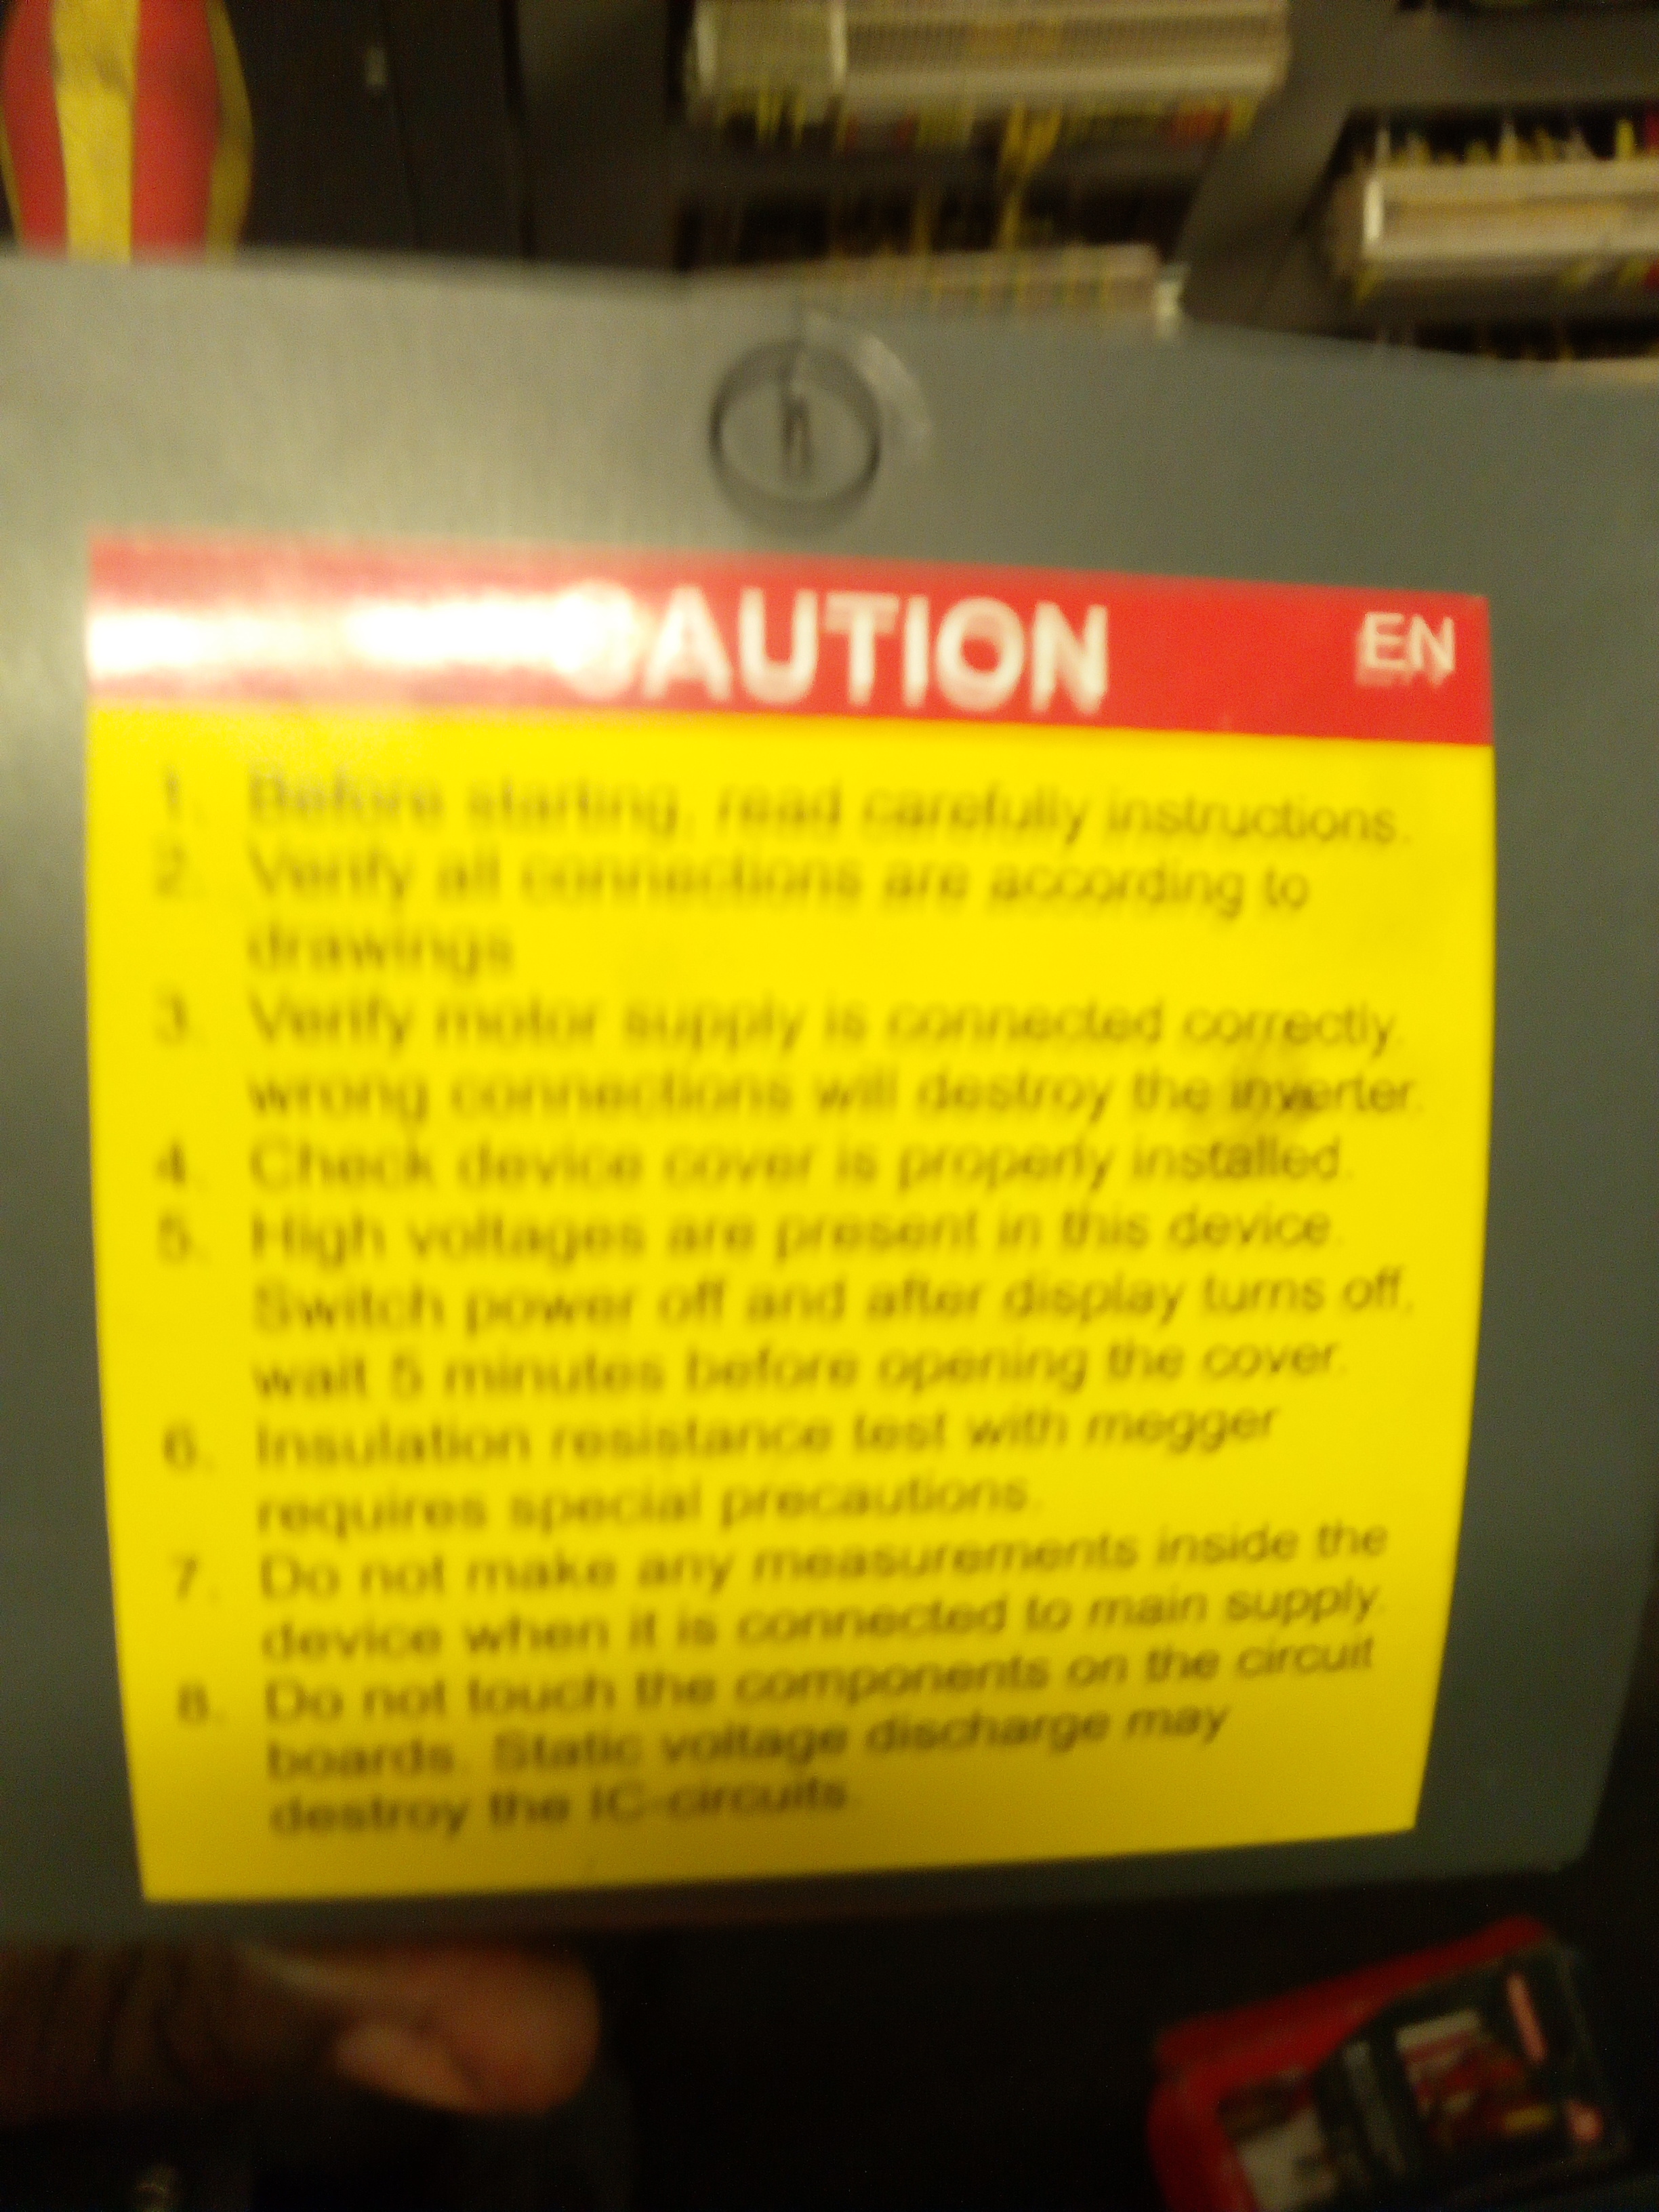 CAUTION EN
1. Before starting, read carefully instructions.
2. Verify all connections are according to
drawings
3. Verify motor supply is connected correctly.
wrong connections will destroy the inverter.
4. Check device cover is properly installed.
5. High voltages are present in this device.
Switch power off and after display turns off,
wait 5 minutes before opening the cover.
6. Insulation resistance test with megger
requires special precautions.
7. Do not make any measurements inside the
device when it is connected to main supply.
8. Do not touch the components on the circuit
boards. Static voltage discharge may
destroy the IC-circuits.